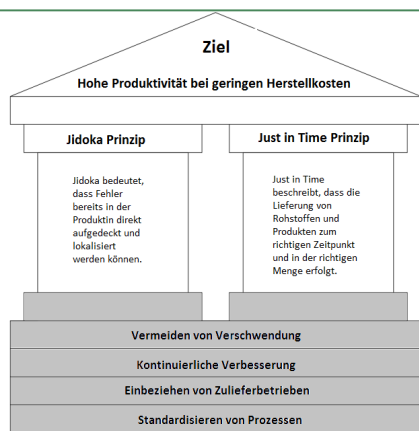 Ziel
Hohe Produktivität bei geringen Herstellkosten
Jidoka Prinzip
Jidoka bedeutet,
dass Fehler
bereits in der
Produktin direkt
aufgedeckt und
lokalisiert
werden können.
Just in Time Prinzip
Just in Time
beschreibt, dass die
Lieferung von
Rohstoffen und
Produkten zum
richtigen Zeitpunkt
und in der richtigen
Menge erfolgt.
Vermeiden von Verschwendung
Kontinuierliche Verbesserung
Einbeziehen von Zulieferbetrieben
Standardisieren von Prozessen